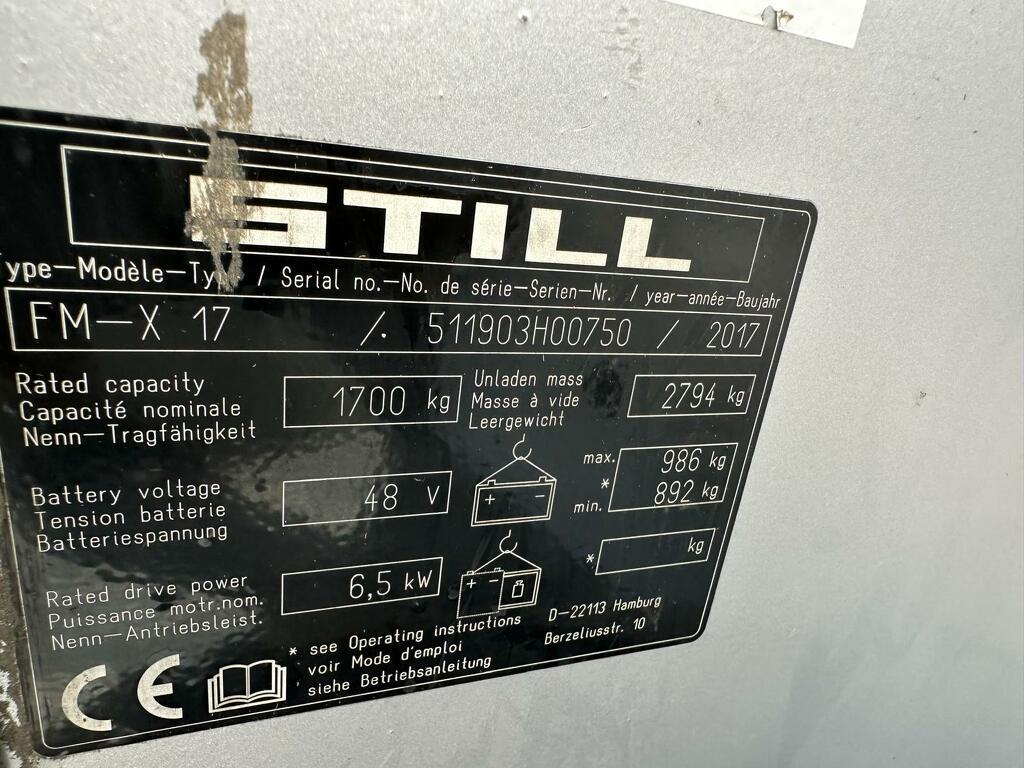 STILL
Type–Modèle–Typ / Serial no.–No. de série–Serien–Nr. / year–année–Baujahr
FM–X 17 /. 511903H00750 / 2017
Rated capacity
Capacité nominale
Nenn–Tragfähigkeit
1700 kg
Unladen mass
Masse à vide
Leergewicht
2794 kg
Battery voltage
Tension batterie
Batteriespannung
48 V
+ –
max. 986 kg
*
min. 892 kg
Rated drive power
Puissance motr.nom.
Nenn–Antriebsleist.
6,5 kW
+ –
* kg
CE
* see Operating instructions
voir Mode d'emploi
siehe Betriebsanleitung
D–22113 Hamburg
Berzeliusstr. 10